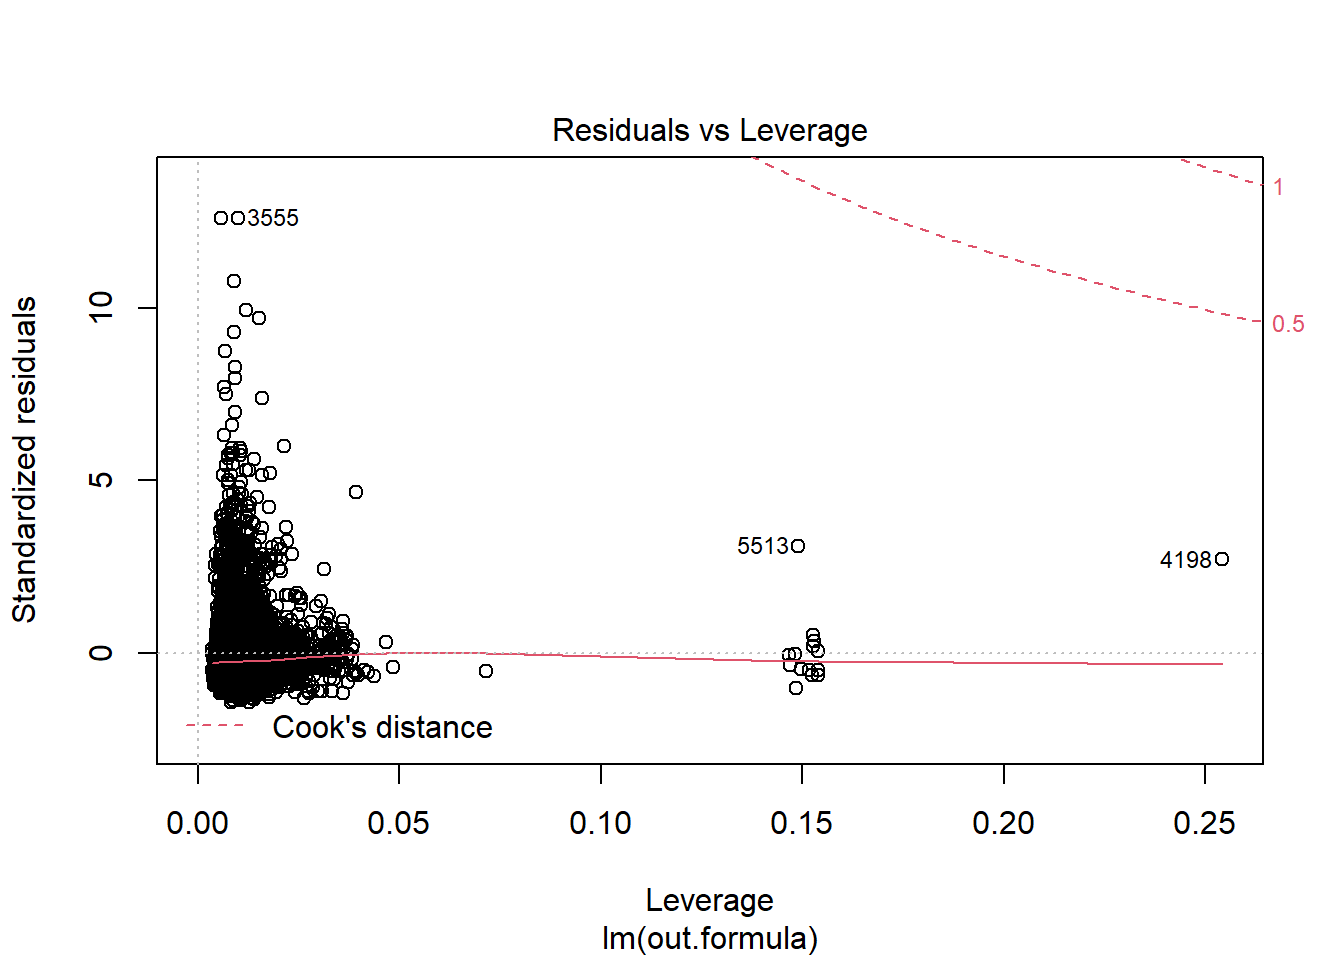 Residuals vs Leverage
Standardized residuals
10
5
0
3555
5513
4198
1
0.5
Cook's distance
0.00 0.05 0.10 0.15 0.20 0.25
Leverage
lm(out.formula)